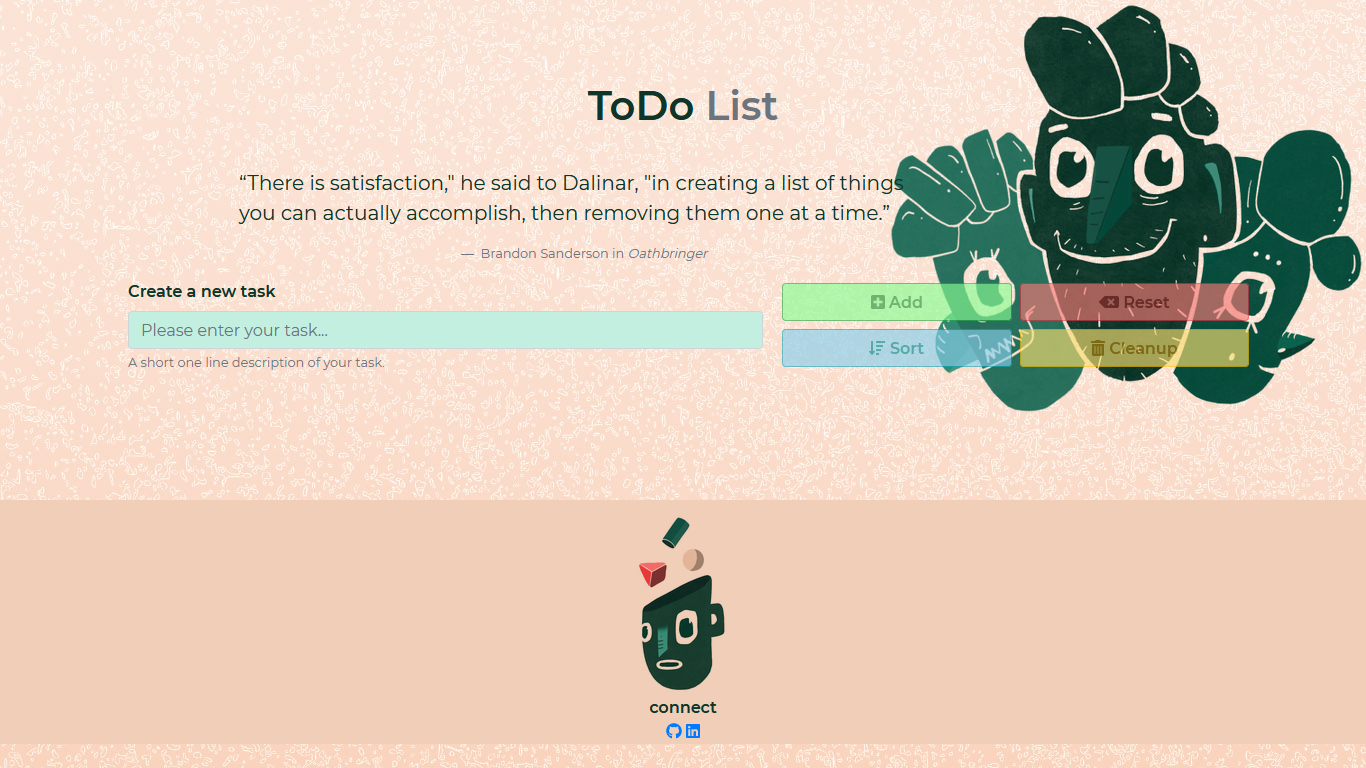 ToDo List
“There is satisfaction," he said to Dalinar, "in creating a list of things
you can actually accomplish, then removing them one at a time.”
— Brandon Sanderson in Oathbringer
Create a new task
Please enter your task...
A short one line description of your task.
Add
Reset
Sort
Cleanup
connect